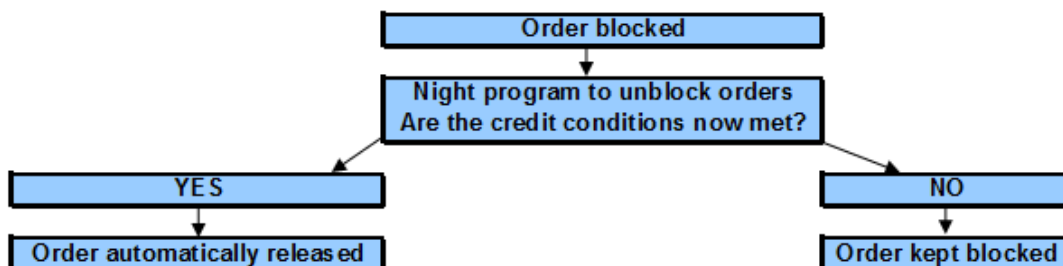 Order blocked
Night program to unblock orders
Are the credit conditions now met?
YES
NO
Order automatically released
Order kept blocked